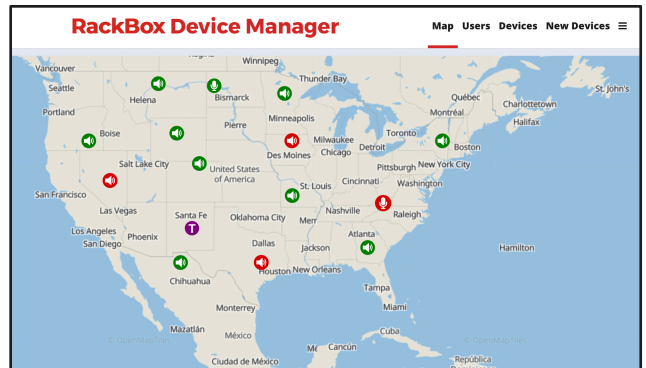 RackBox Device Manager
Map Users Devices New Devices
Winnipeg
Vancouver
Thunder Bay
Seattle
St. John's
Québec
Helena
Bismarck
Charlottetown
Portland
Montréal
Minneapolis
Halifax
Pierre
Toronto
Boise
Milwaukee
Detroit
Boston
Des Moines
Chicago
Salt Lake City
Pittsburgh
New York City
United States
of America
Cincinnati
Washington
St. Louis
San Francisco
Las Vegas
Nashville
Raleigh
Santa Fe
Oklahoma City
Mem
Los Angeles
Phoenix
T
Atlanta
San Diego
Dallas
Jackson
Hamilton
Houston
New Orleans
Chihuahua
Tampa
Monterrey
Miami
Mazatlán
Cuba
México
© OpenMapTiles
© OpenMapTiles
Mé
Cancún
Ciudad de México
República